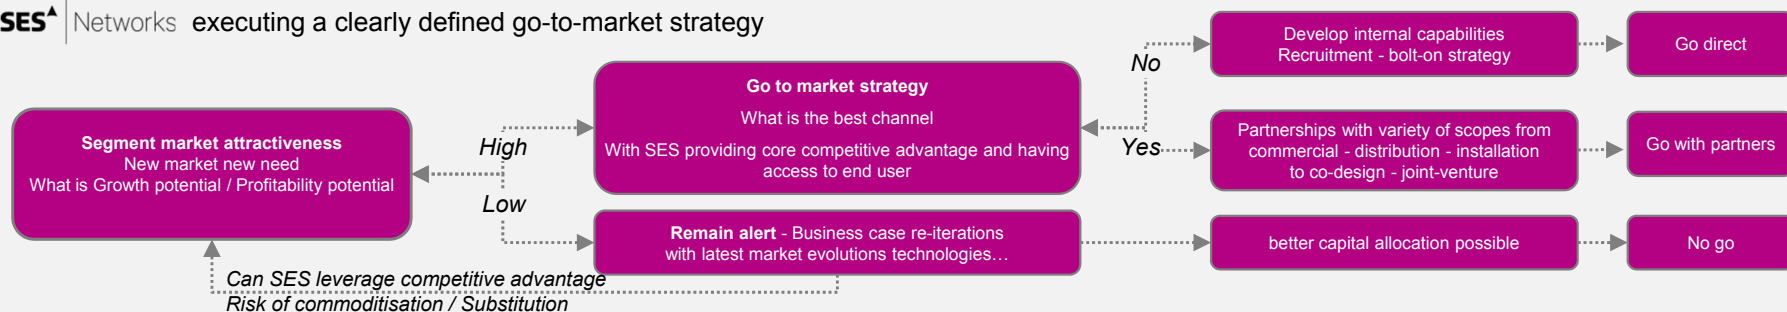 SES Networks executing a clearly defined go-to-market strategy
Segment market attractiveness
New market new need
What is Growth potential / Profitability potential
High
Low
Go to market strategy
What is the best channel
With SES providing core competitive advantage and having
access to end user
Remain alert - Business case re-iterations
with latest market evolutions technologies…
Can SES leverage competitive advantage
Risk of commoditisation / Substitution
No
Yes
Develop internal capabilities
Recruitment - bolt-on strategy
Go direct
Partnerships with variety of scopes from
commercial - distribution - installation
to co-design - joint-venture
Go with partners
better capital allocation possible
No go